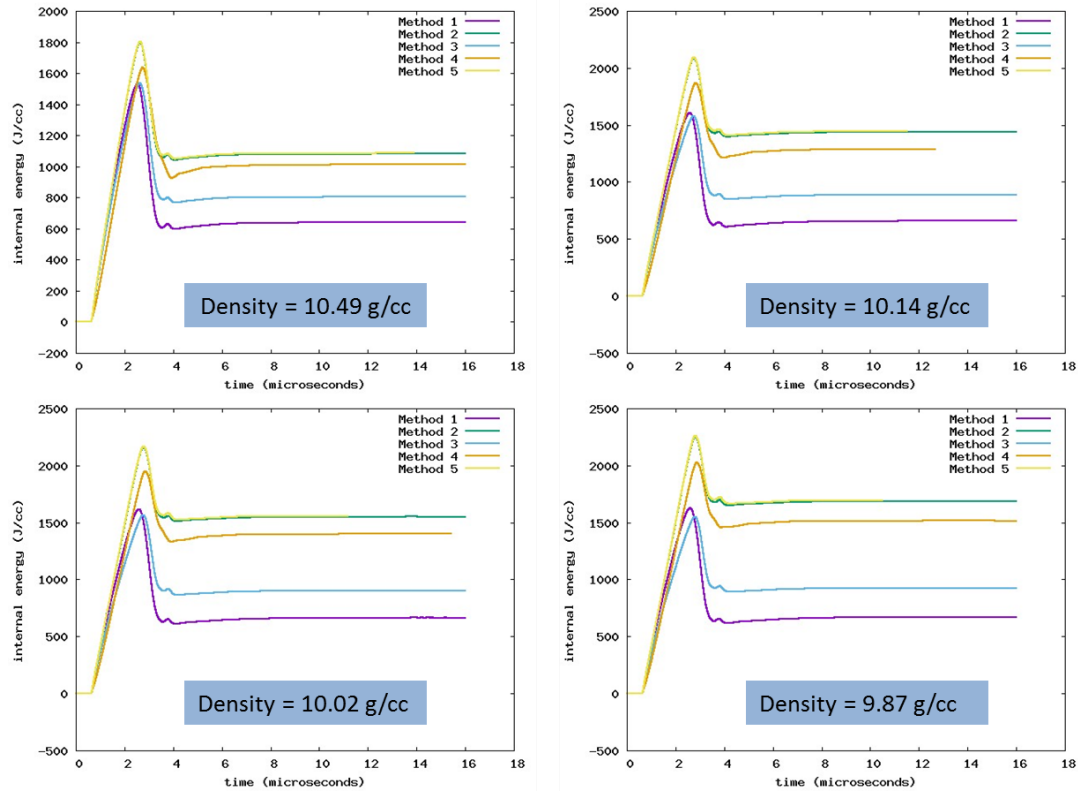 2000
1800
1600
1400
1200
1000
800
600
400
200
0
-200
internal energy (J/cc)
Method 1
Method 2
Method 3
Method 4
Method 5
Density = 10.49 g/cc
0 2 4 6 8 10 12 14 16 18
time (microseconds)
2500
2000
1500
1000
500
0
-500
internal energy (J/cc)
Method 1
Method 2
Method 3
Method 4
Method 5
Density = 10.14 g/cc
0 2 4 6 8 10 12 14 16 18
time (microseconds)
2500
2000
1500
1000
500
0
-500
internal energy (J/cc)
Method 1
Method 2
Method 3
Method 4
Method 5
Density = 10.02 g/cc
0 2 4 6 8 10 12 14 16 18
time (microseconds)
2500
2000
1500
1000
500
0
-500
internal energy (J/cc)
Method 1
Method 2
Method 3
Method 4
Method 5
Density = 9.87 g/cc
0 2 4 6 8 10 12 14 16 18
time (microseconds)